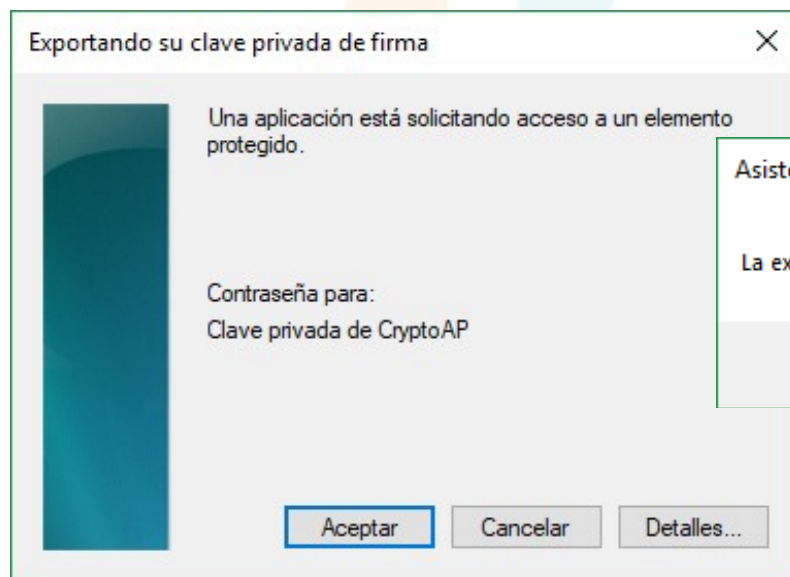 Exportando su clave privada de firma
Una aplicación está solicitando acceso a un elemento
protegido.
Asist
La ex
Contraseña para:
Clave privada de CryptoAP
Aceptar
Cancelar
Detalles...